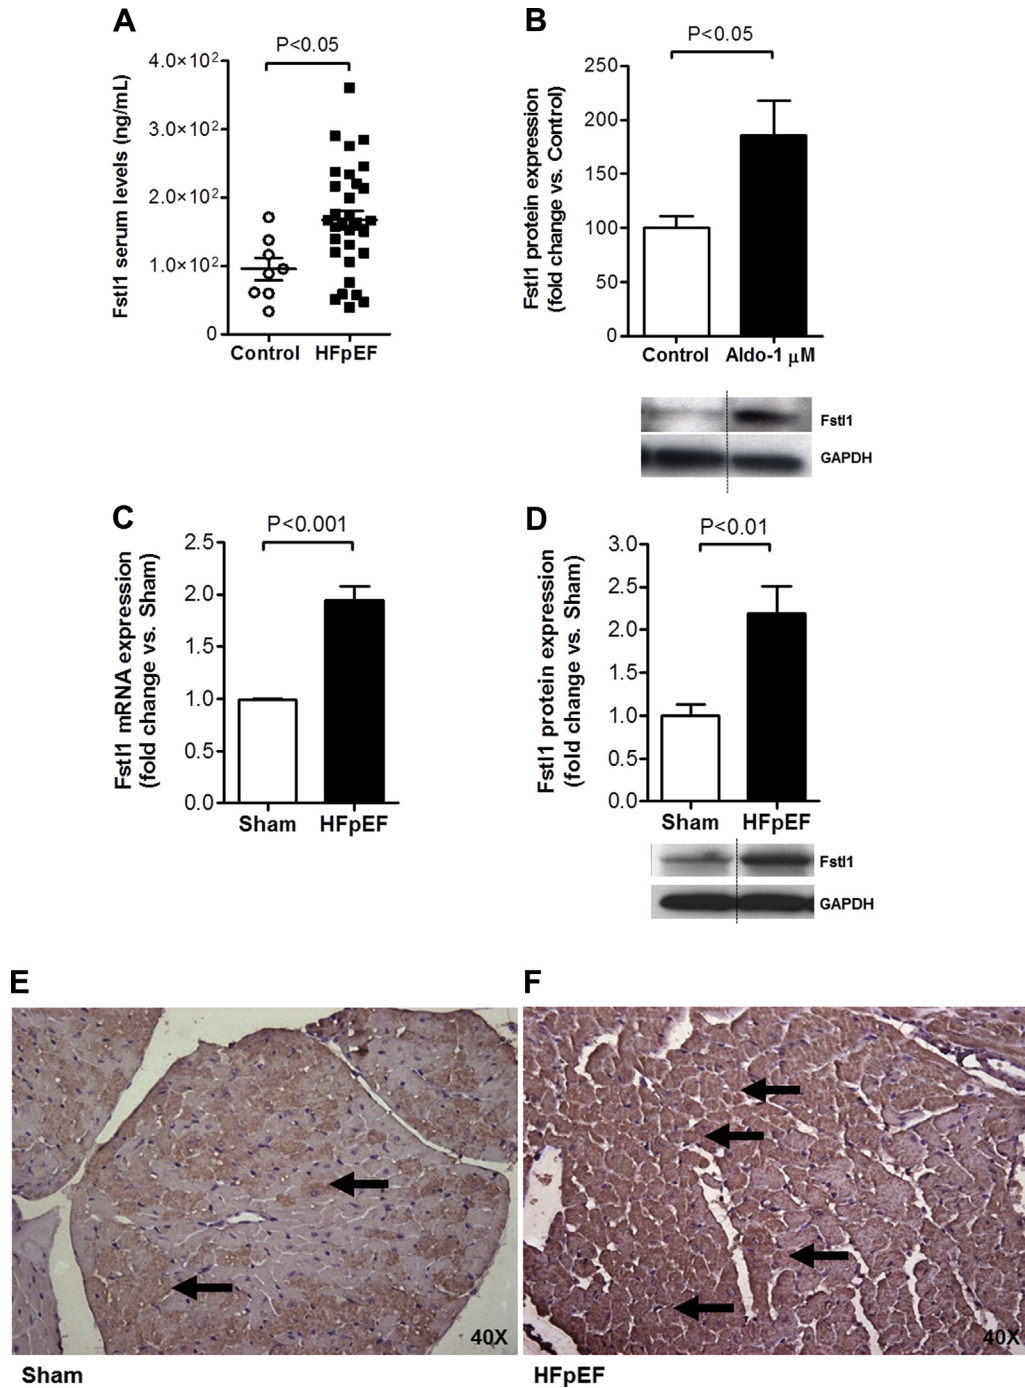 A
P<0.05
Fstl1 serum levels (ng/mL)
4.0×10²
3.0×10²
2.0×10²
1.0×10²
0
Control HFpEF
B
P<0.05
Fstl1 protein expression
(fold change vs. Control)
250
200
150
100
50
0
Control Aldo-1 µM
Fstl1
GAPDH
C
P<0.001
Fstl1 mRNA expression
(fold change vs. Sham)
2.5
2.0
1.5
1.0
0.5
0.0
Sham HFpEF
D
P<0.01
Fstl1 protein expression
(fold change vs. Sham)
3.0
2.5
2.0
1.5
1.0
0.5
0.0
Sham HFpEF
Fstl1
GAPDH
E
40X
Sham
F
40X
HFpEF